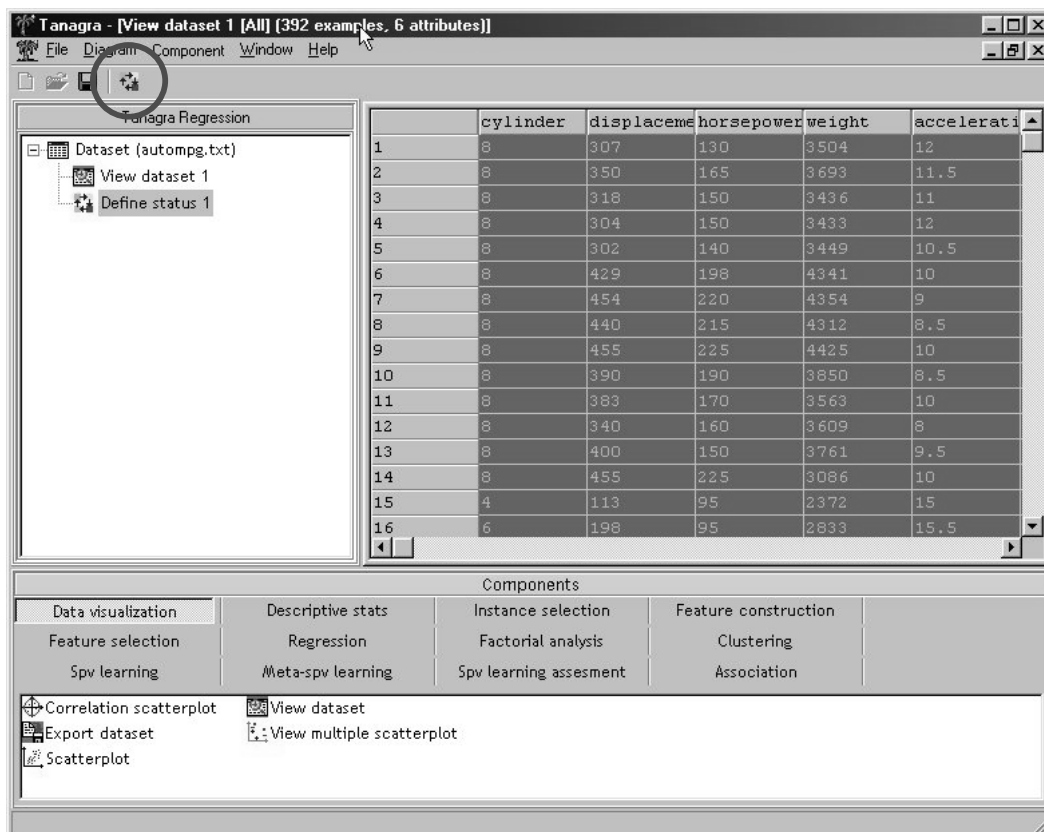 Tanagra - [View dataset 1 [All] (392 examples, 6 attributes)]
File Diagram Component Window Help
Tanagra Regression
Dataset (autompg.txt)
View dataset 1
Define status 1
cylinder displaceme horsepower weight accelerati
1 8 307 130 3504 12
2 8 350 165 3693 11.5
3 8 318 150 3436 11
4 8 304 150 3433 12
5 8 302 140 3449 10.5
6 8 429 198 4341 10
7 8 454 220 4354 9
8 8 440 215 4312 8.5
9 8 455 225 4425 10
10 8 390 190 3850 8.5
11 8 383 170 3563 10
12 8 340 160 3609 8
13 8 400 150 3761 9.5
14 8 455 225 3086 10
15 4 113 95 2372 15
16 6 198 95 2833 15.5
Components
Data visualization Descriptive stats Instance selection Feature construction
Feature selection Regression Factorial analysis Clustering
Spv learning Meta-spv learning Spv learning assesment Association
Correlation scatterplot View dataset
Export dataset View multiple scatterplot
Scatterplot